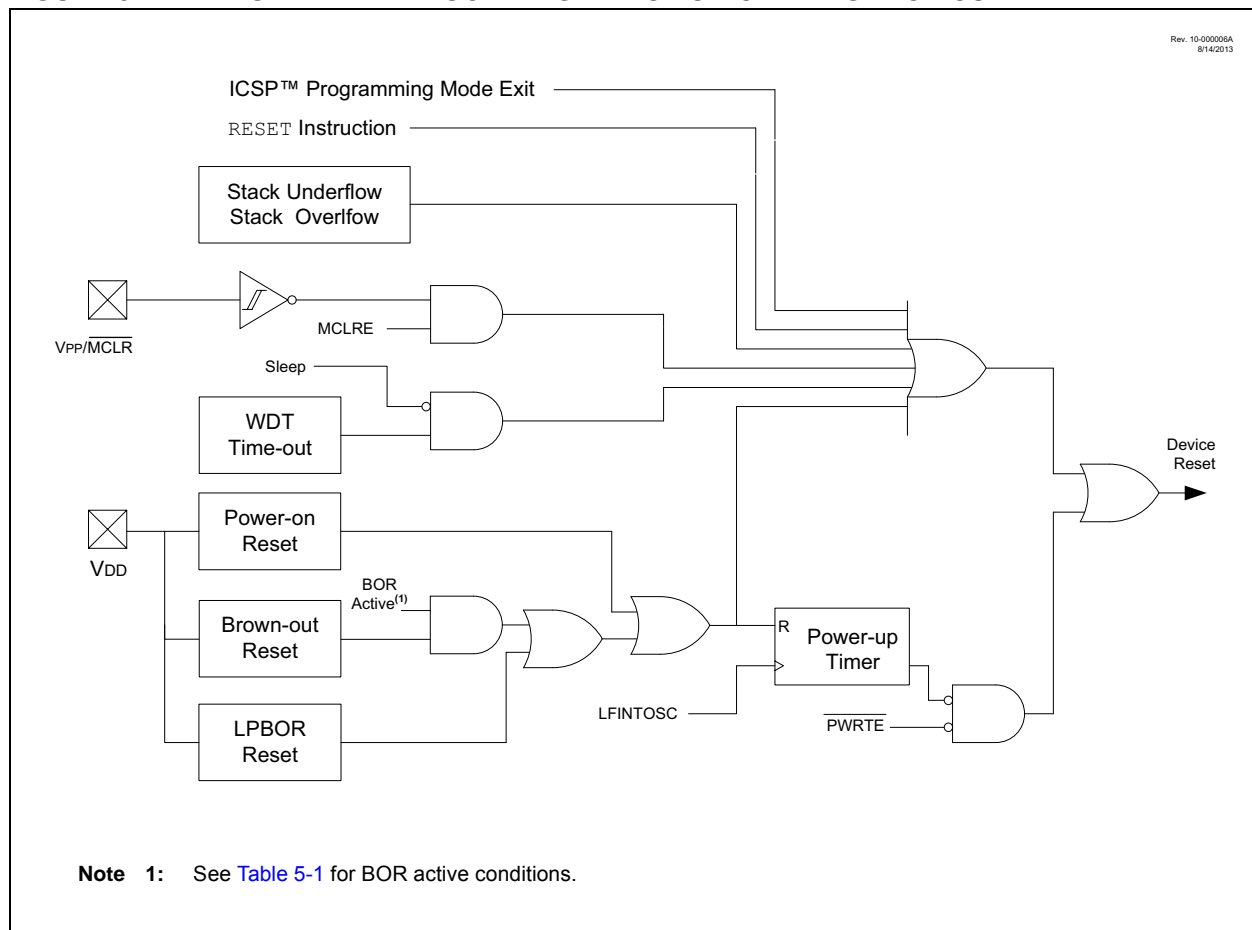 Rev. 10-000006A
8/14/2013
ICSP™ Programming Mode Exit
RESET Instruction
Stack Underflow
Stack Overlfow
VPP/MCLR
MCLRE
Sleep
WDT
Time-out
Device
Reset
VDD
Power-on
Reset
BOR
Active(1)
Brown-out
Reset
R
Power-up
Timer
LFINTOSC
PWRTE
LPBOR
Reset
Note 1: See Table 5-1 for BOR active conditions.